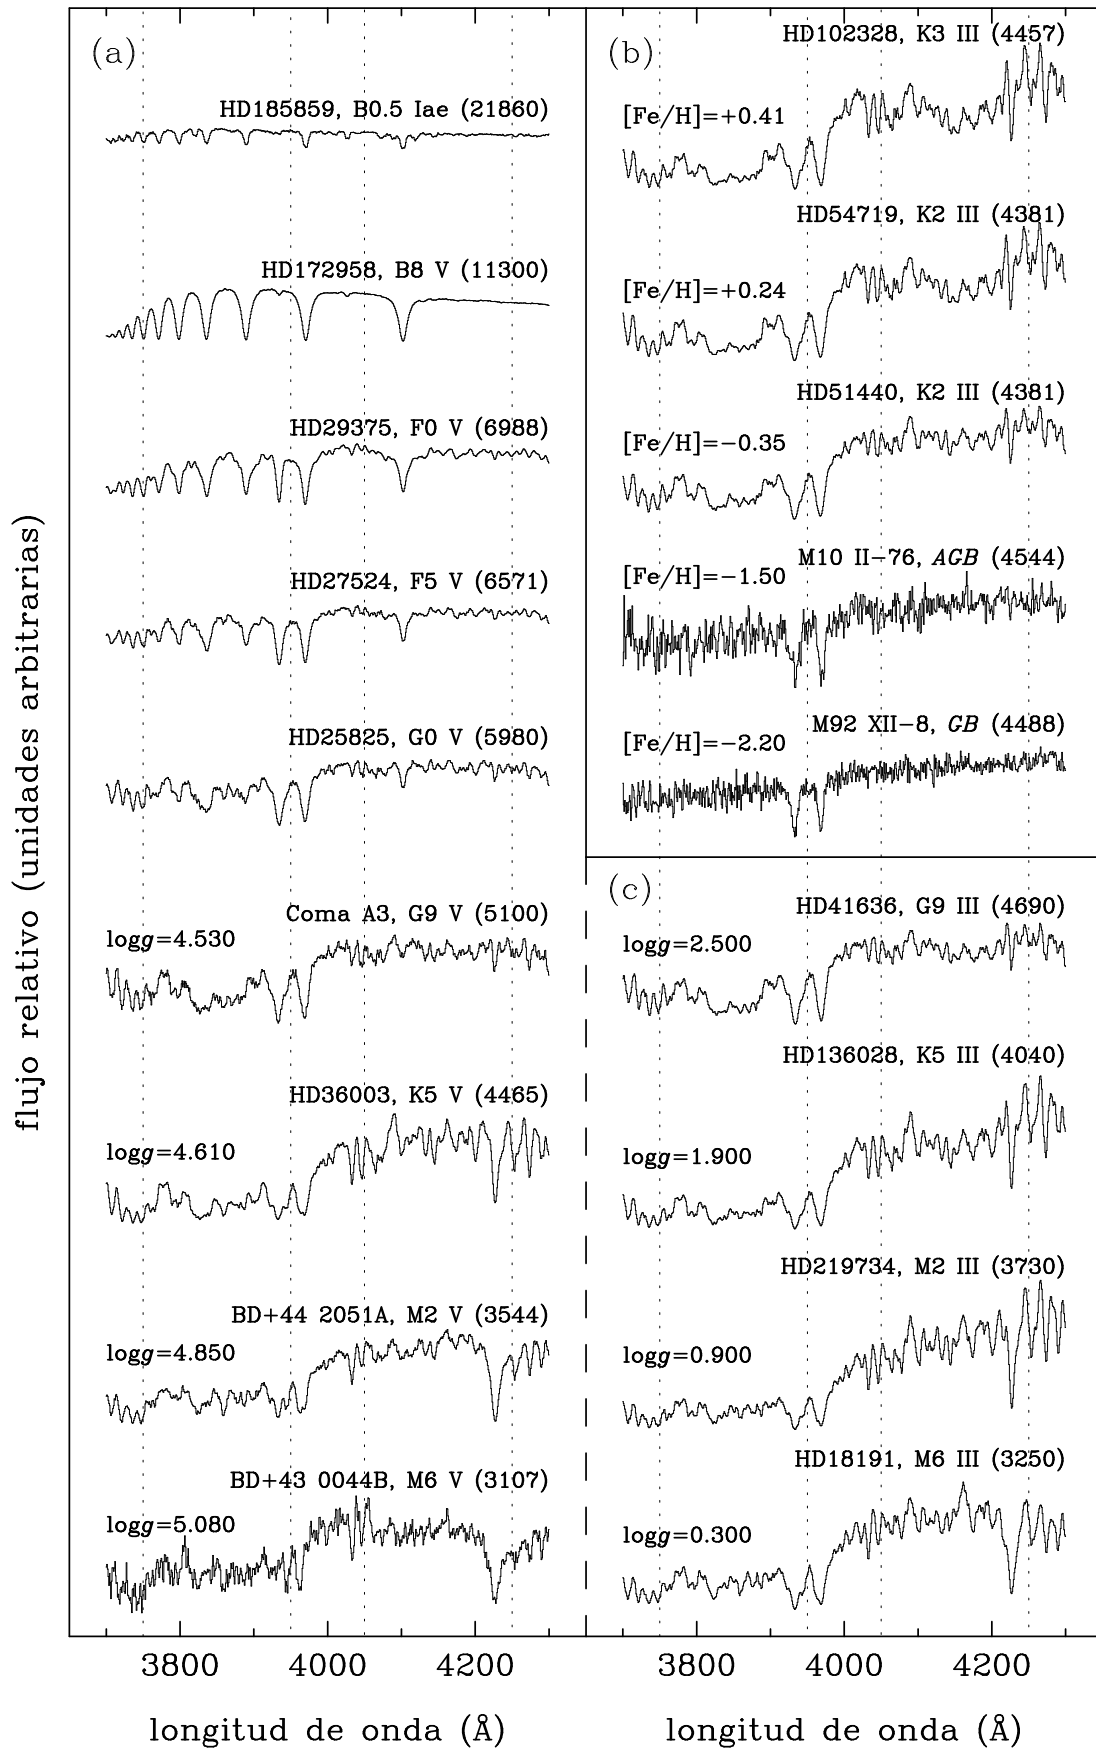 flujo relativo (unidades arbitrarias)
(a)
HD185859, B0.5 Iae (21860)
HD172958, B8 V (11300)
HD29375, F0 V (6988)
HD27524, F5 V (6571)
HD25825, G0 V (5980)
Coma A3, G9 V (5100)
logg=4.530
HD36003, K5 V (4465)
logg=4.610
BD+44 2051A, M2 V (3544)
logg=4.850
BD+43 0044B, M6 V (3107)
logg=5.080
3800 4000 4200
longitud de onda (Å)
(b)
HD102328, K3 III (4457)
[Fe/H]=+0.41
HD54719, K2 III (4381)
[Fe/H]=+0.24
HD51440, K2 III (4381)
[Fe/H]=−0.35
M10 II−76, AGB (4544)
[Fe/H]=−1.50
M92 XII−8, GB (4488)
[Fe/H]=−2.20
(c)
HD41636, G9 III (4690)
logg=2.500
HD136028, K5 III (4040)
logg=1.900
HD219734, M2 III (3730)
logg=0.900
HD18191, M6 III (3250)
logg=0.300
3800 4000 4200
longitud de onda (Å)